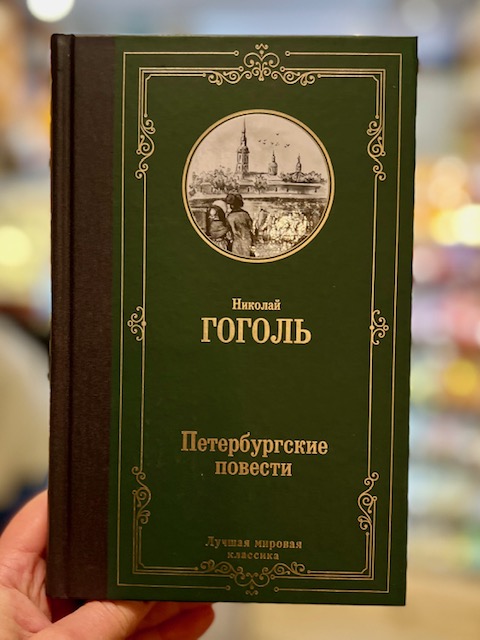 Николай
ГОГОЛЬ
Петербургские
повести
Лучшая мировая
классика